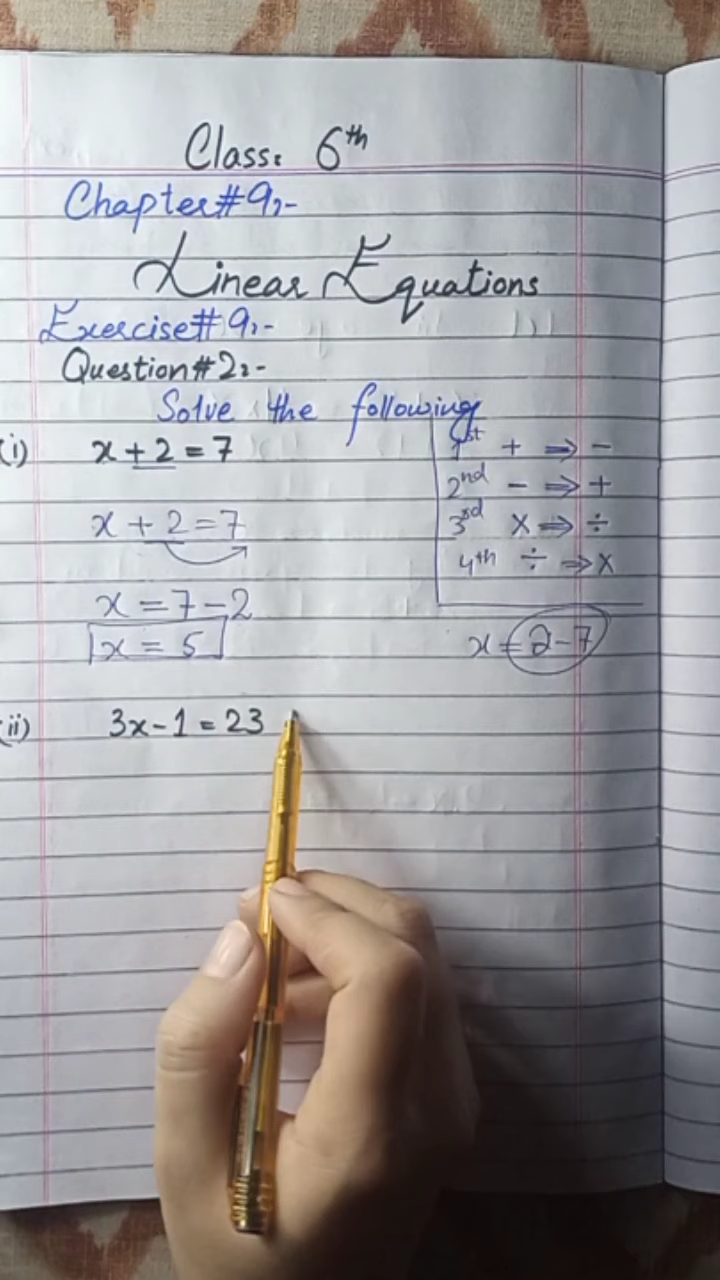 Class: 6th
Chapter#9:-
Linear Equations
Exercise#9:-
Question#2:-
Solve the following
(i) x + 2 = 7
x + 2 = 7
x = 7 - 2
x = 5
1st + ⇒ -
2nd - ⇒ +
3rd × ⇒ ÷
4th ÷ ⇒ ×
x = 2 - 7
(ii) 3x - 1 = 23